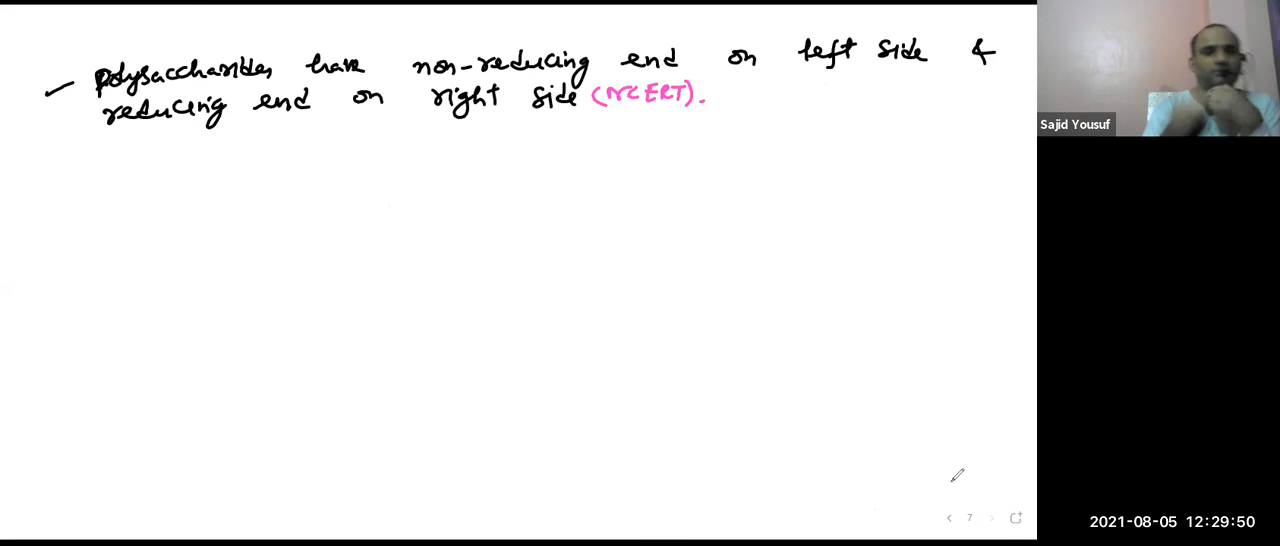 Polysaccharides have non-reducing end on left side &
reducing end on right side (NCERT).
Sajid Yousuf
7
2021-08-05 12:29:50